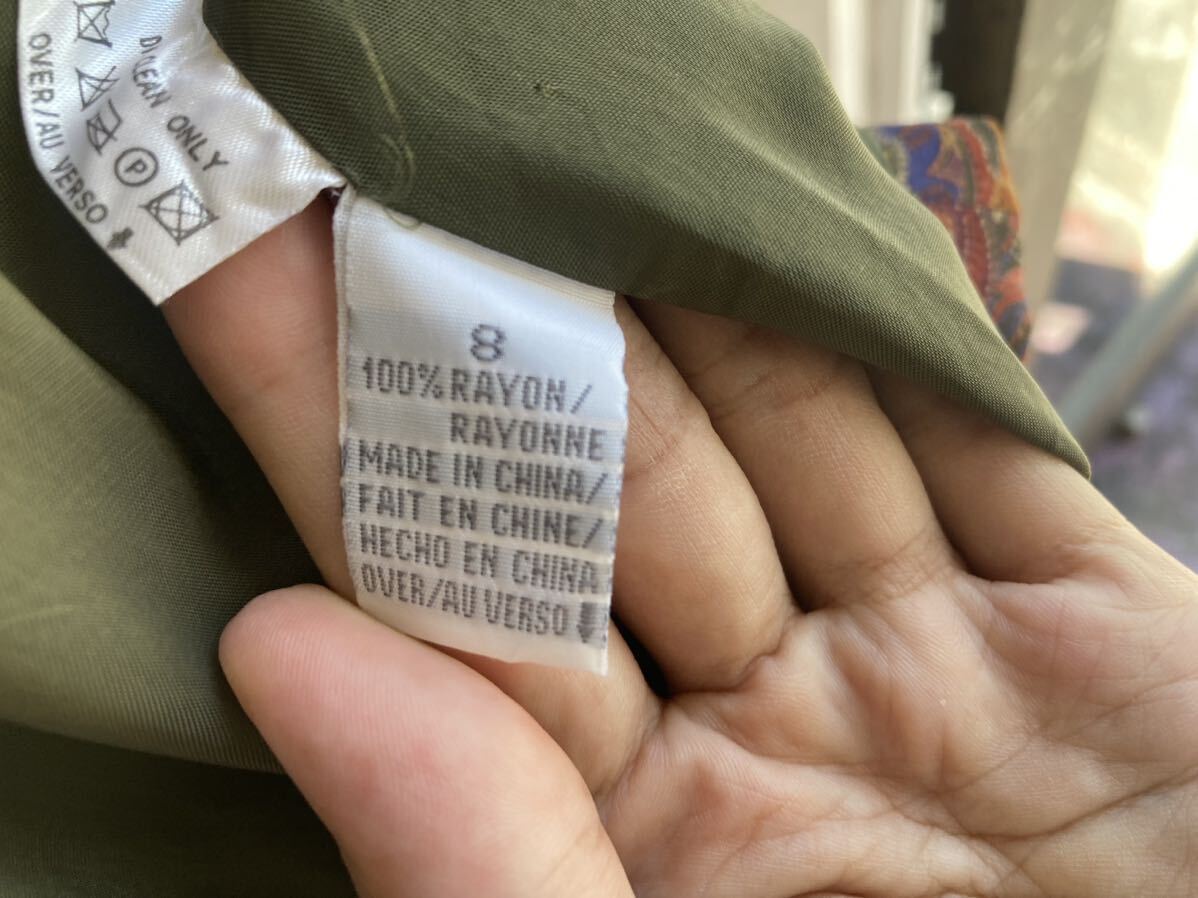 DRY CLEAN ONLY
P
OVER/AU VERSO
8
100% RAYON/
RAYONNE
MADE IN CHINA/
FAIT EN CHINE/
HECHO EN CHINA
OVER/AU VERSO